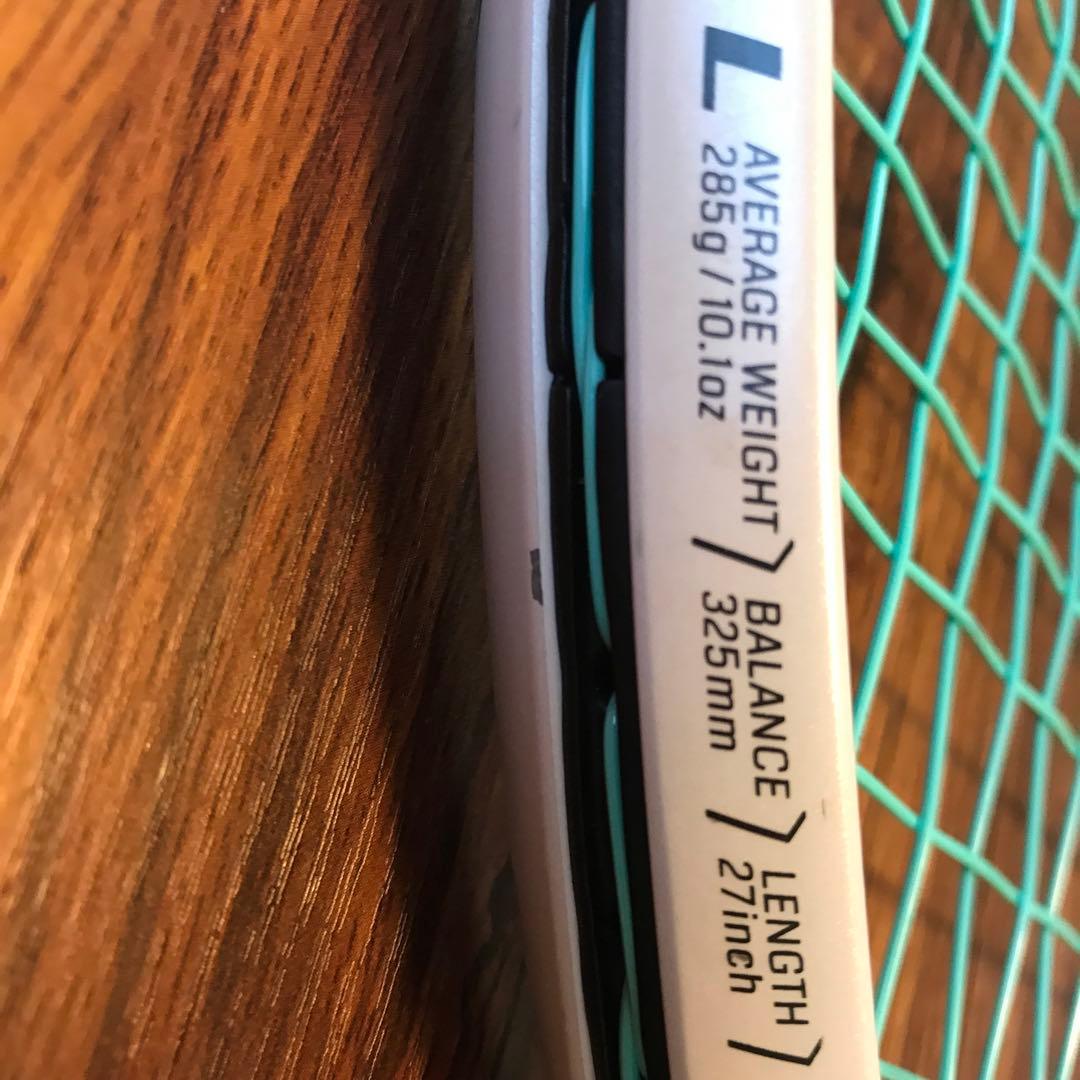 L
AVERAGE WEIGHT
285g / 10.1oz
BALANCE
325mm
LENGTH
27inch